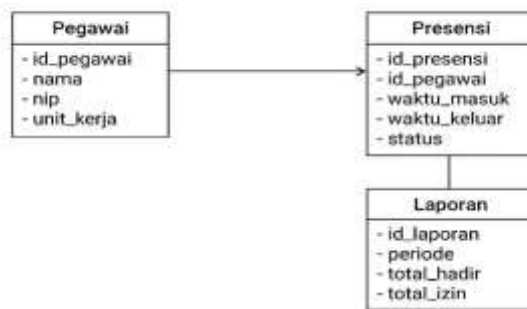 Pegawai
- id_pegawai
- nama
- nip
- unit_kerja
Presensi
- id_presensi
- id_pegawai
- waktu_masuk
- waktu_keluar
- status
Laporan
- id_laporan
- periode
- total_hadir
- total_izin